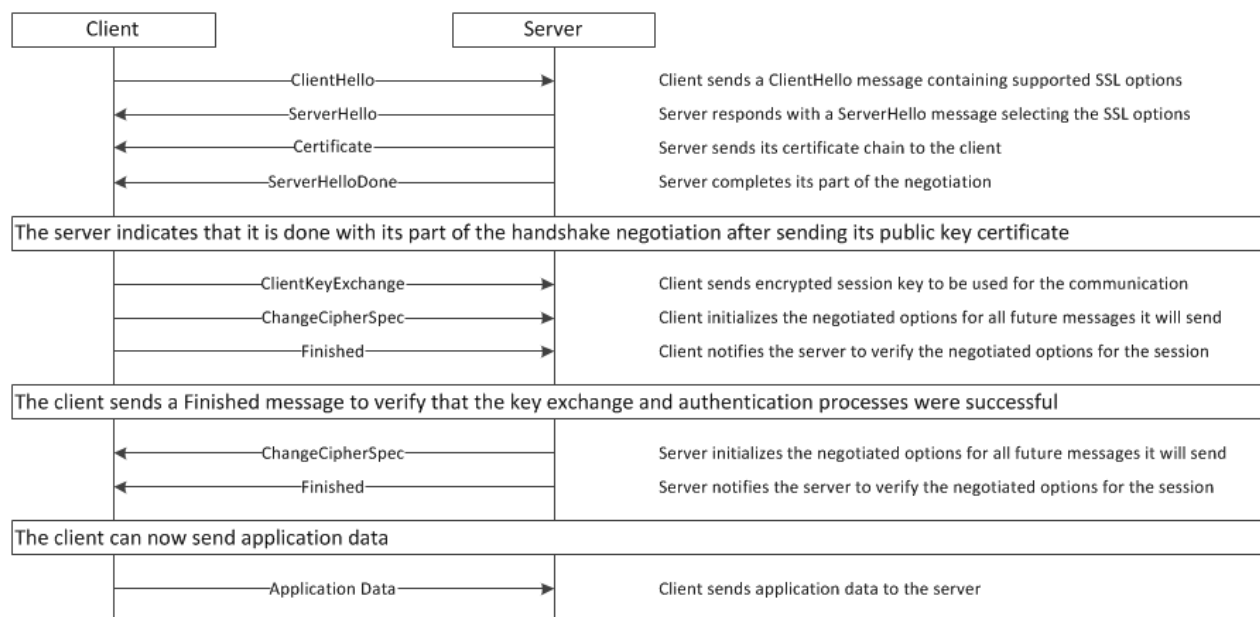 Client Server
ClientHello Client sends a ClientHello message containing supported SSL options
ServerHello Server responds with a ServerHello message selecting the SSL options
Certificate Server sends its certificate chain to the client
ServerHelloDone Server completes its part of the negotiation
The server indicates that it is done with its part of the handshake negotiation after sending its public key certificate
ClientKeyExchange Client sends encrypted session key to be used for the communication
ChangeCipherSpec Client initializes the negotiated options for all future messages it will send
Finished Client notifies the server to verify the negotiated options for the session
The client sends a Finished message to verify that the key exchange and authentication processes were successful
ChangeCipherSpec Server initializes the negotiated options for all future messages it will send
Finished Server notifies the server to verify the negotiated options for the session
The client can now send application data
Application Data Client sends application data to the server